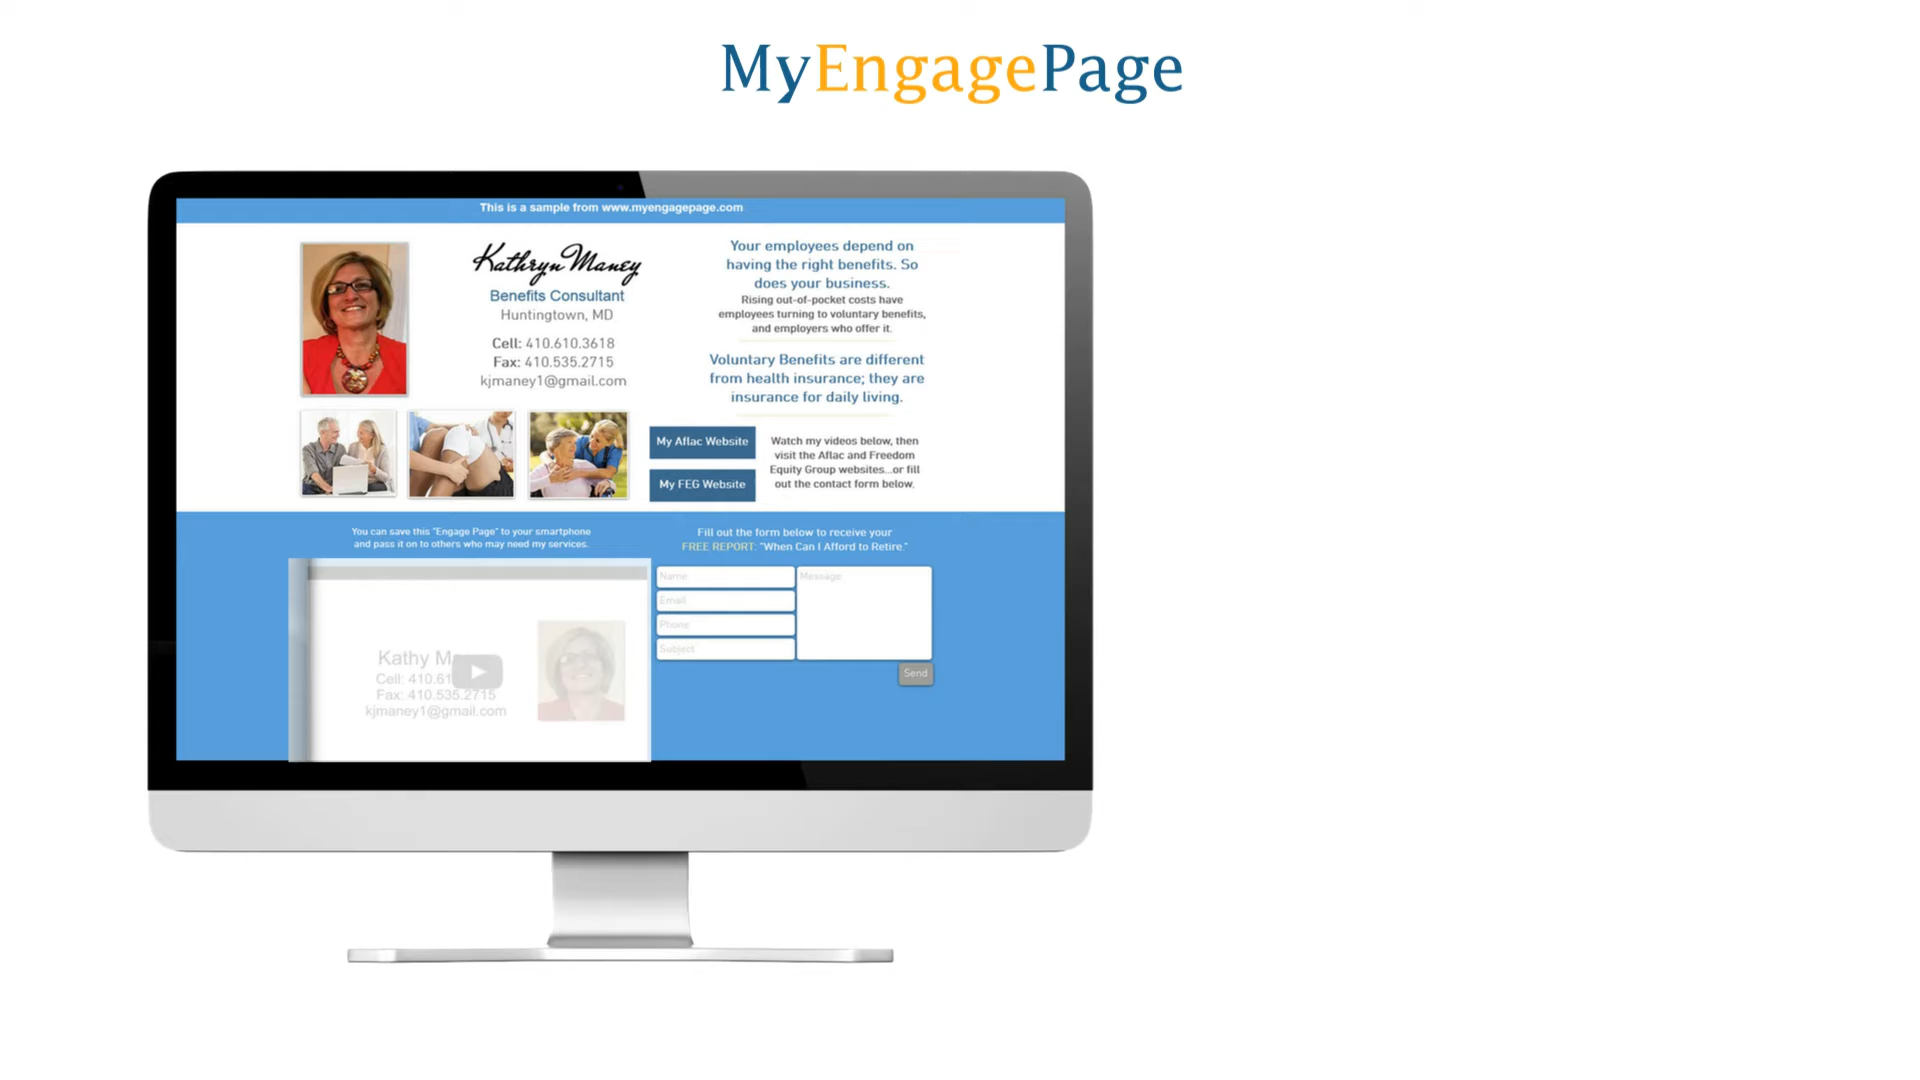 MyEngagePage
This is a sample from www.myengagepage.com
Kathryn Maney
Benefits Consultant
Huntingtown, MD
Cell: 410.610.3618
Fax: 410.535.2715
kjmaney1@gmail.com
Your employees depend on
having the right benefits. So
does your business.
Rising out-of-pocket costs have
employees turning to voluntary benefits,
and employers who offer it.
Voluntary Benefits are different
from health insurance; they are
insurance for daily living.
My Aflac Website
My FEG Website
Watch my videos below, then
visit the Aflac and Freedom
Equity Group websites...or fill
out the contact form below.
You can save this "Engage Page" to your smartphone
and pass it on to others who may need my services.
Kathy M
Cell: 410.61
Fax: 410.535.2715
kjmaney1@gmail.com
Fill out the form below to receive your
FREE REPORT: "When Can I Afford to Retire."
Name
Email
Phone
Subject
Message
Send